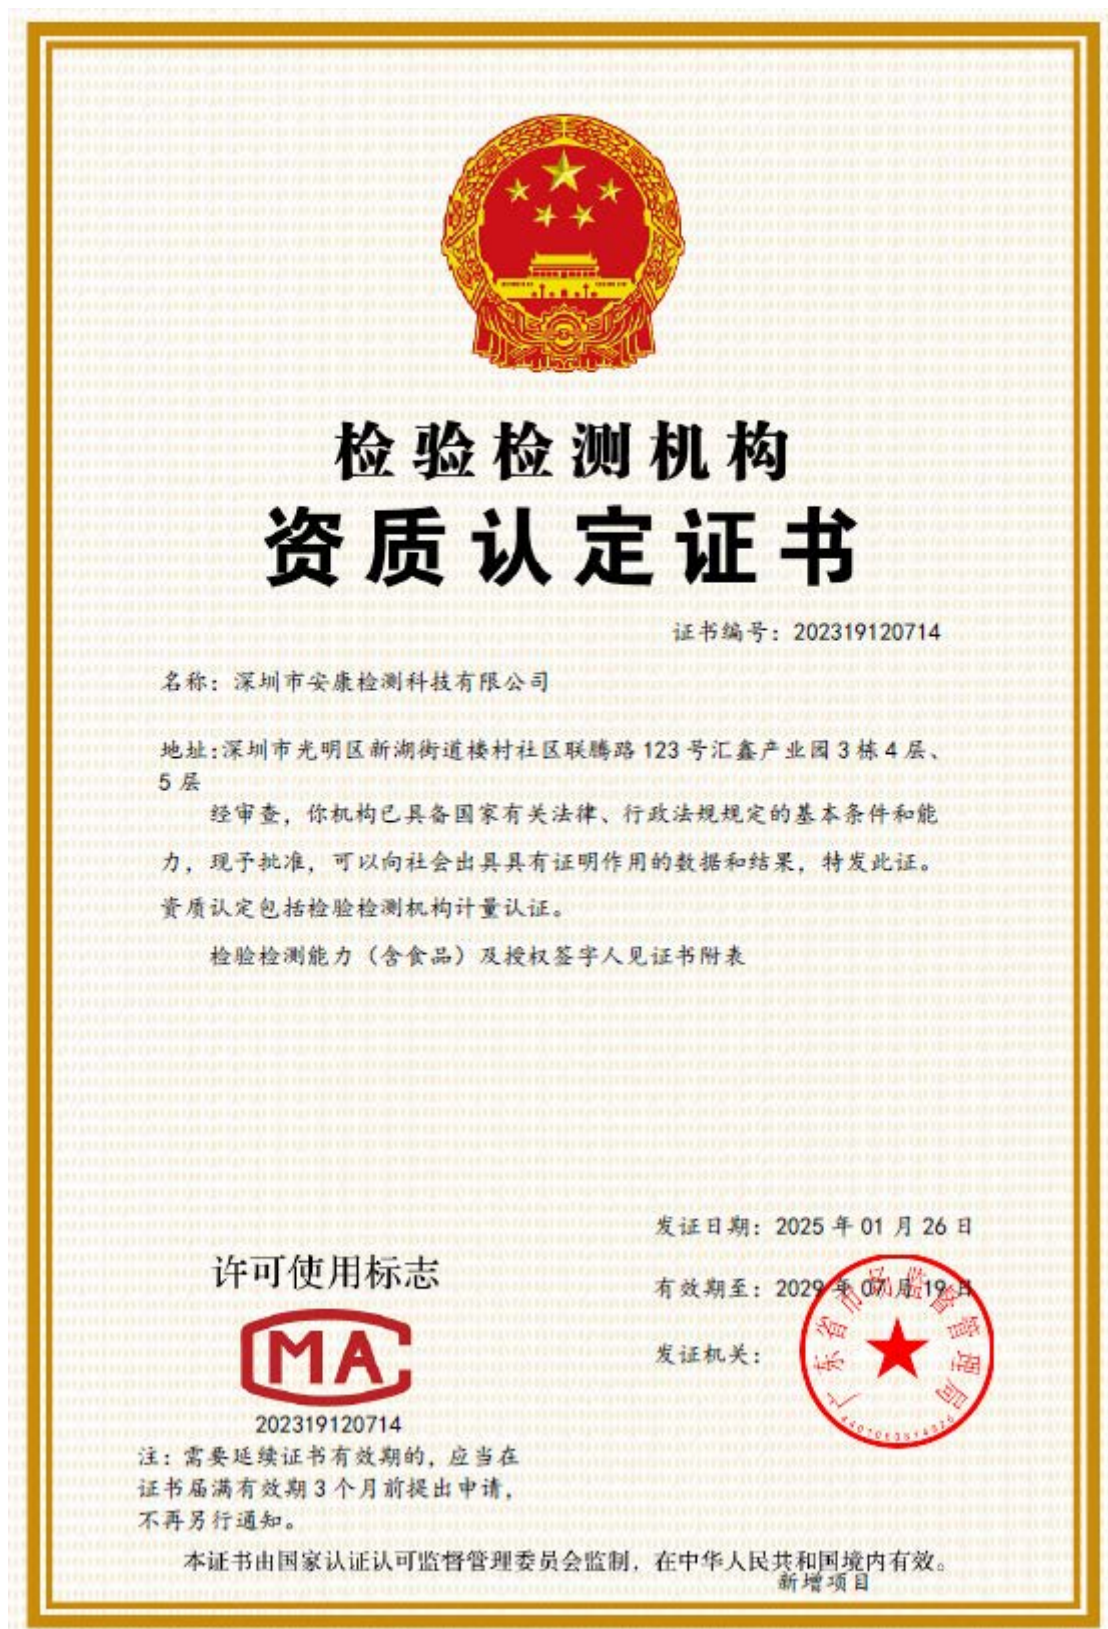 检验检测机构
资质认定证书
证书编号：202319120714
名称：深圳市安康检测科技有限公司
地址：深圳市光明区新湖街道楼村社区联腾路123号汇鑫产业园3栋4层、
5层
经审查，你机构已具备国家有关法律、行政法规规定的基本条件和能
力，现予批准，可以向社会出具具有证明作用的数据和结果，特发此证。
资质认定包括检验检测机构计量认证。
检验检测能力（含食品）及授权签字人见证书附表
发证日期：2025年01月26日
许可使用标志
有效期至：2029年07月19日
发证机关：
广东省市场监督管理局
MA
202319120714
注：需要延续证书有效期的，应当在
证书届满有效期3个月前提出申请，
不再另行通知。
本证书由国家认证认可监督管理委员会监制，在中华人民共和国境内有效。
新增项目